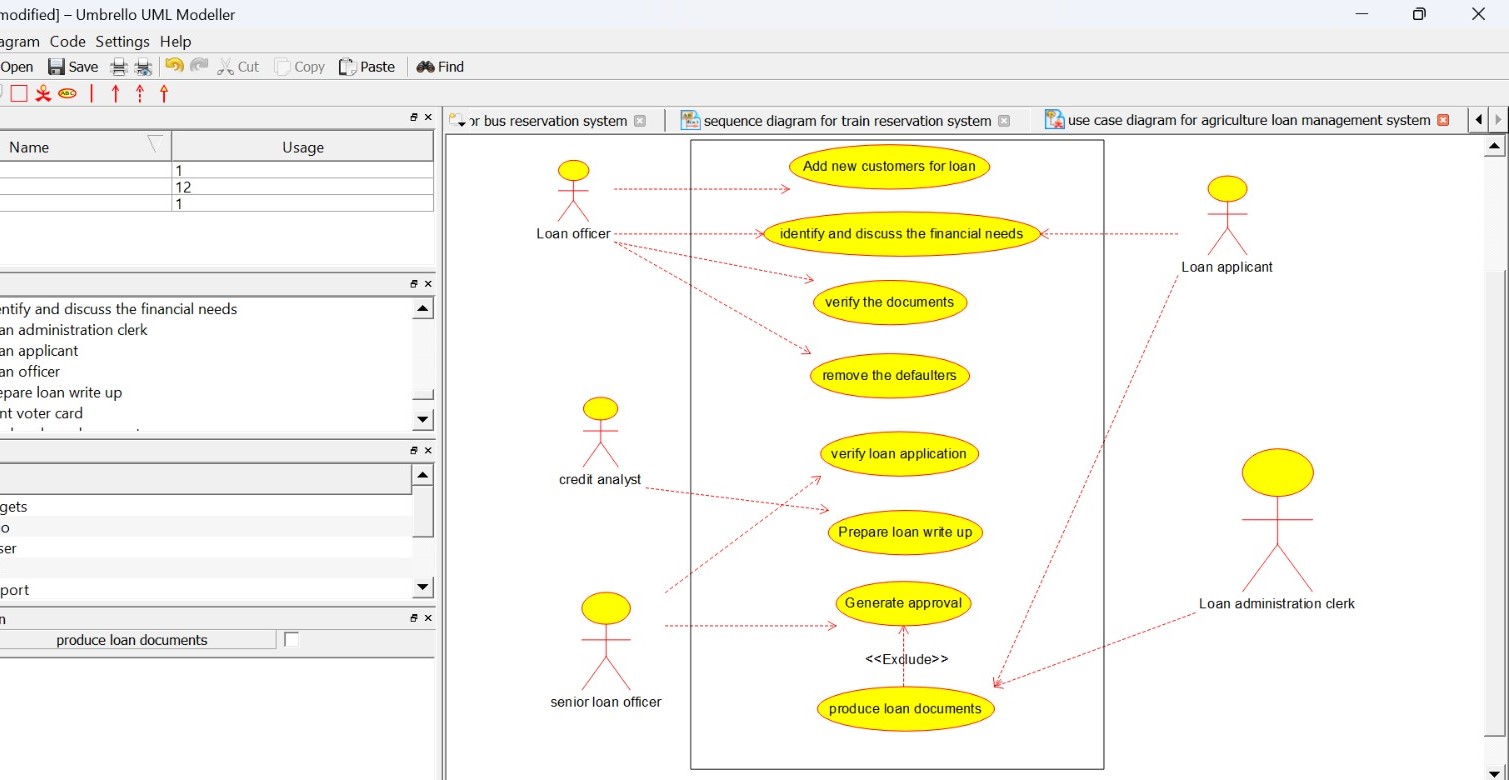 modified] – Umbrello UML Modeller
agram Code Settings Help
Open Save Cut Copy Paste Find
ABC
or bus reservation system
sequence diagram for train reservation system
use case diagram for agriculture loan management system
Name Usage
1
12
1
entify and discuss the financial needs
an administration clerk
an applicant
an officer
epare loan write up
nt voter card
gets
o
ser
port
n
produce loan documents
Add new customers for loan
Loan officer
identify and discuss the financial needs
Loan applicant
verify the documents
remove the defaulters
verify loan application
credit analyst
Prepare loan write up
Generate approval
Loan administration clerk
<<Exclude>>
senior loan officer
produce loan documents